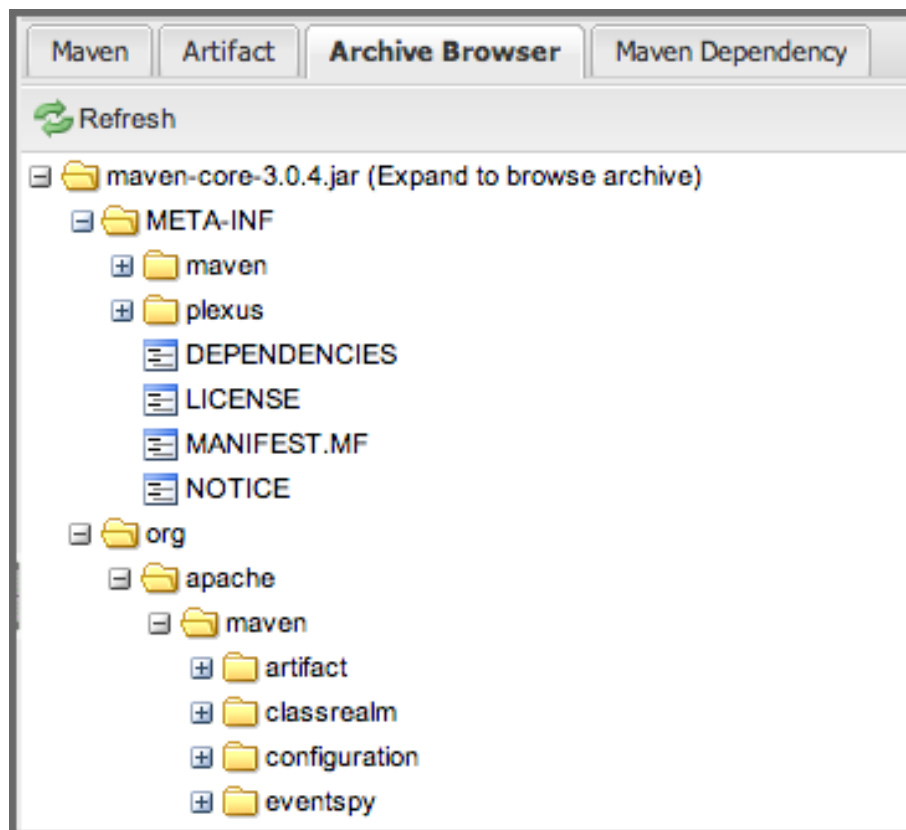 Maven Artifact Archive Browser Maven Dependency
Refresh
maven-core-3.0.4.jar (Expand to browse archive)
META-INF
maven
plexus
DEPENDENCIES
LICENSE
MANIFEST.MF
NOTICE
org
apache
maven
artifact
classrealm
configuration
eventspy